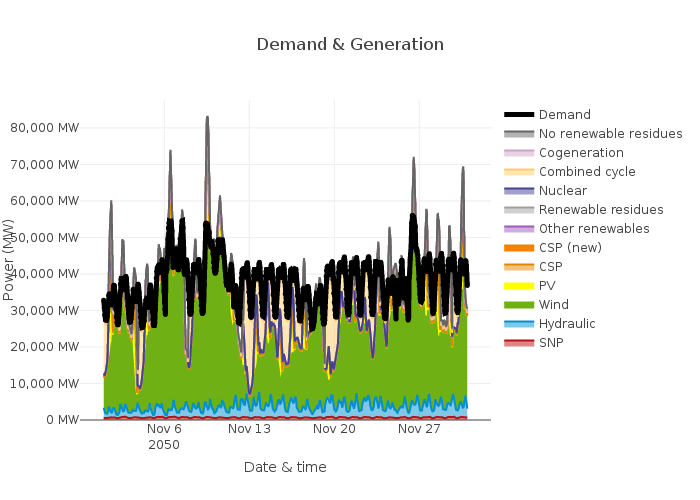 Demand & Generation
80,000 MW
70,000 MW
60,000 MW
50,000 MW
40,000 MW
30,000 MW
20,000 MW
10,000 MW
0 MW
Power (MW)
Nov 6
2050
Nov 13
Nov 20
Nov 27
Date & time
Demand
No renewable residues
Cogeneration
Combined cycle
Nuclear
Renewable residues
Other renewables
CSP (new)
CSP
PV
Wind
Hydraulic
SNP